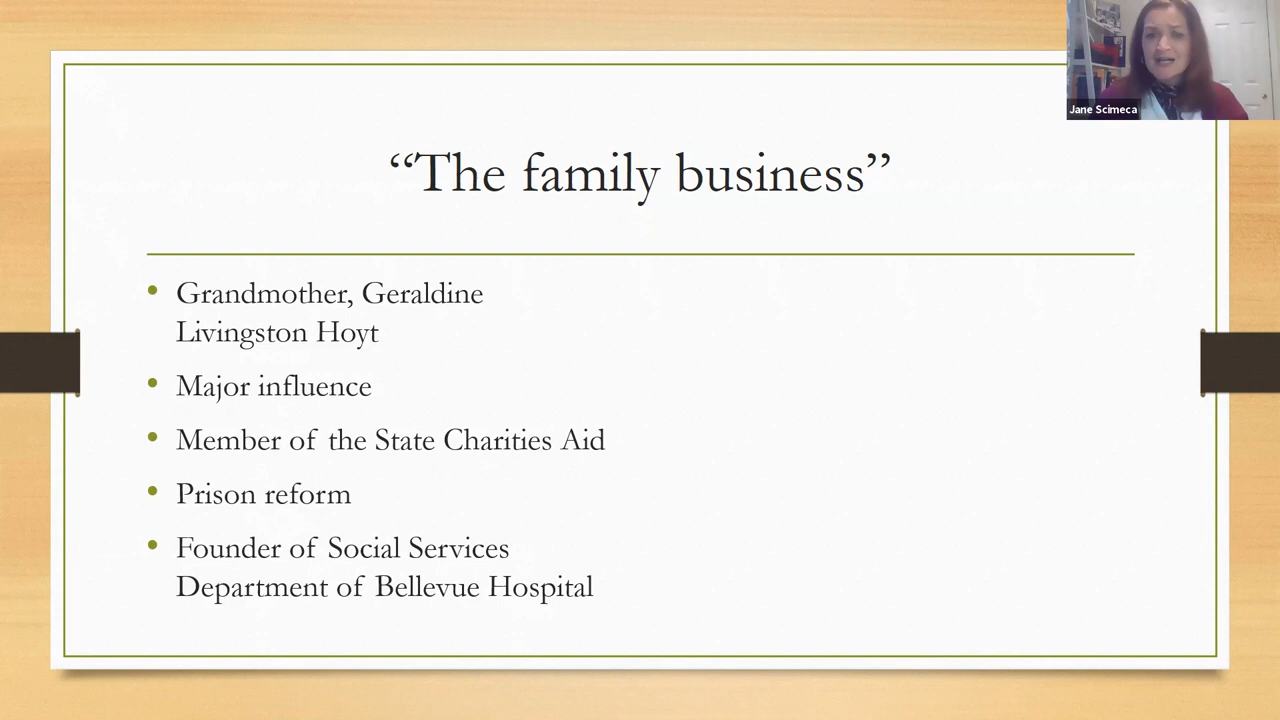 Jane Scimeca
“The family business”
• Grandmother, Geraldine
Livingston Hoyt
• Major influence
• Member of the State Charities Aid
• Prison reform
• Founder of Social Services
Department of Bellevue Hospital